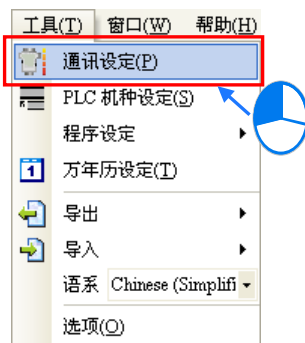 工具(T) 窗口(W) 帮助(H)
通讯设定(P)
PLC 机种设定(S)
程序设定
1 万年历设定(T)
导出
导入
语系 Chinese (Simplifi
选项(O)